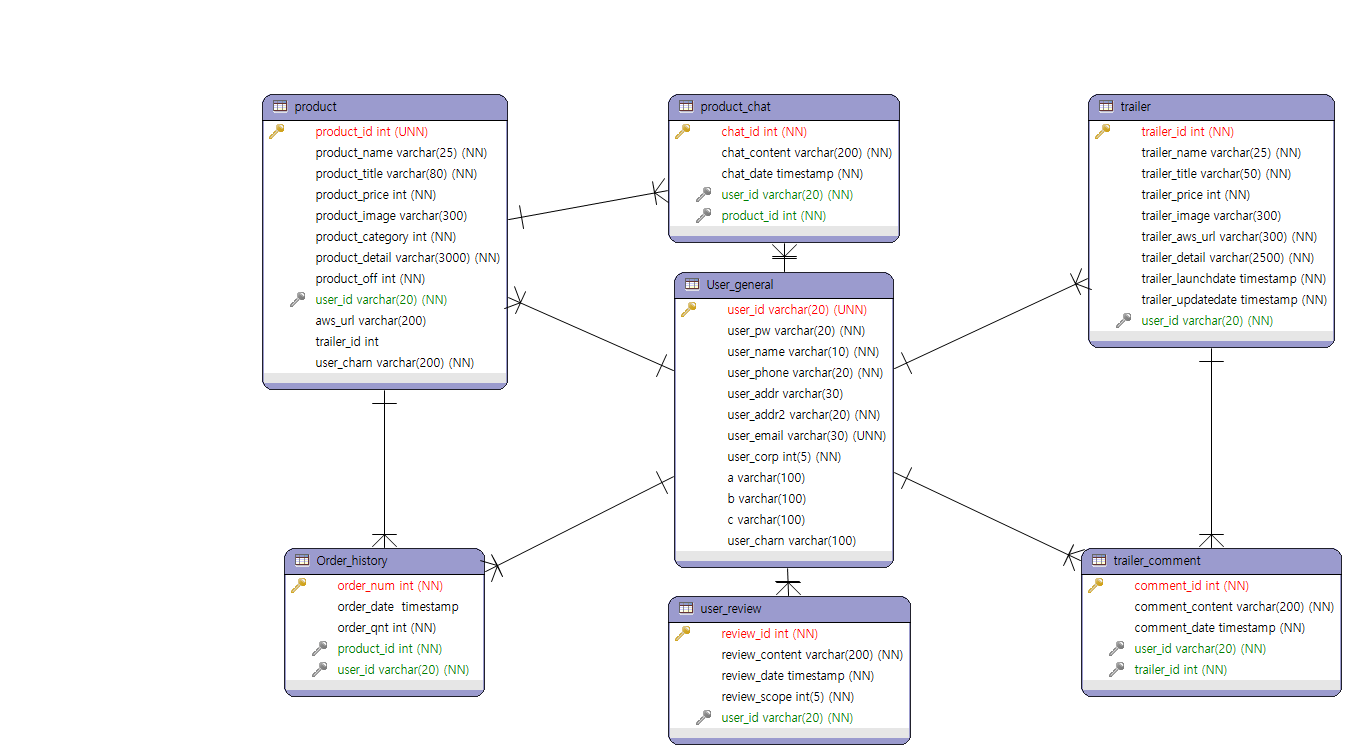 product
product_id int (UNN)
product_name varchar(25) (NN)
product_title varchar(80) (NN)
product_price int (NN)
product_image varchar(300)
product_category int (NN)
product_detail varchar(3000) (NN)
product_off int (NN)
user_id varchar(20) (NN)
aws_url varchar(200)
trailer_id int
user_charn varchar(200) (NN)
product_chat
chat_id int (NN)
chat_content varchar(200) (NN)
chat_date timestamp (NN)
user_id varchar(20) (NN)
product_id int (NN)
trailer
trailer_id int (NN)
trailer_name varchar(25) (NN)
trailer_title varchar(50) (NN)
trailer_price int (NN)
trailer_image varchar(300)
trailer_aws_url varchar(300) (NN)
trailer_detail varchar(2500) (NN)
trailer_launchdate timestamp (NN)
trailer_updatedate timestamp (NN)
user_id varchar(20) (NN)
User_general
user_id varchar(20) (UNN)
user_pw varchar(20) (NN)
user_name varchar(10) (NN)
user_phone varchar(20) (NN)
user_addr varchar(30)
user_addr2 varchar(20) (NN)
user_email varchar(30) (UNN)
user_corp int(5) (NN)
a varchar(100)
b varchar(100)
c varchar(100)
user_charn varchar(100)
Order_history
order_num int (NN)
order_date timestamp
order_qnt int (NN)
product_id int (NN)
user_id varchar(20) (NN)
user_review
review_id int (NN)
review_content varchar(200) (NN)
review_date timestamp (NN)
review_scope int(5) (NN)
user_id varchar(20) (NN)
trailer_comment
comment_id int (NN)
comment_content varchar(200) (NN)
comment_date timestamp (NN)
user_id varchar(20) (NN)
trailer_id int (NN)